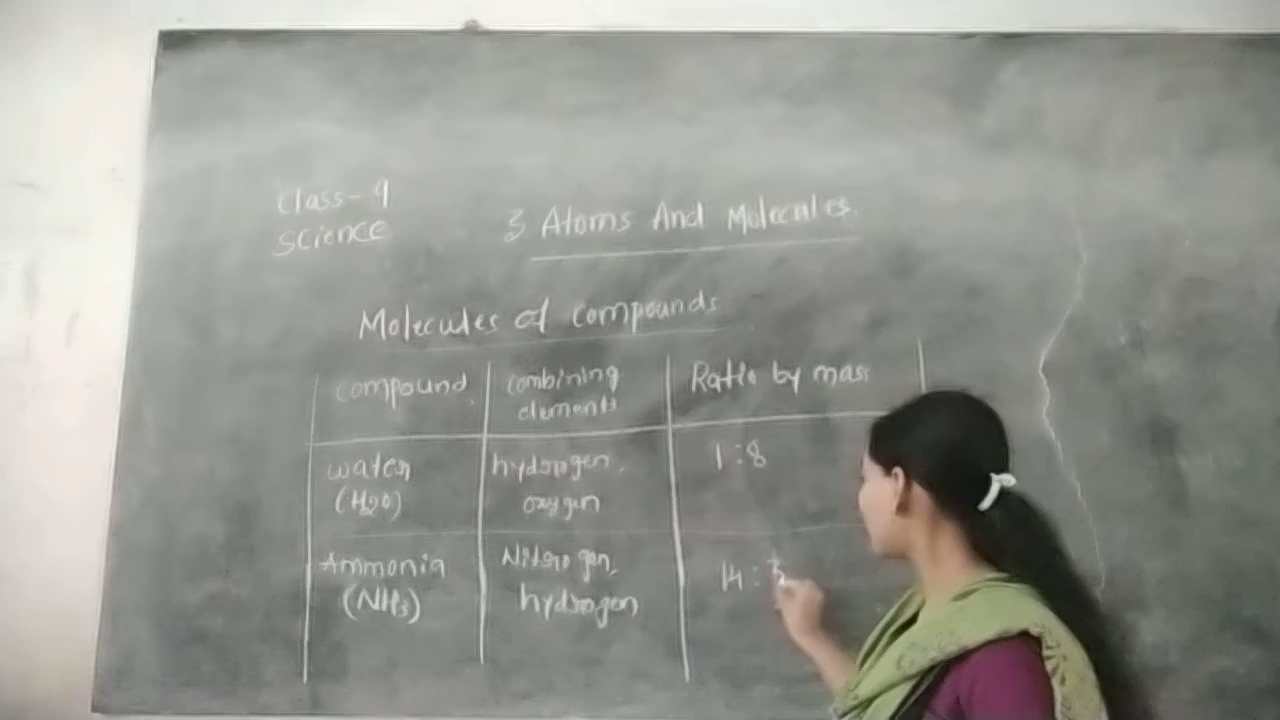 Class-9
Science
3 Atoms And Molecules.
Molecules of compounds
compound
combining
elements
Ratio by mass
water
(H2O)
hydrogen,
oxygen
1:8
Ammonia
(NH3)
Nitrogen,
hydrogen
14:3